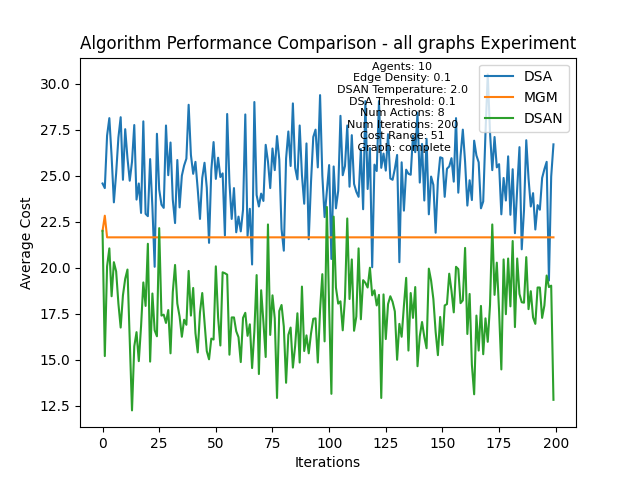 Algorithm Performance Comparison - all graphs Experiment
Agents: 10
Edge Density: 0.1
DSAN Temperature: 2.0
DSA Threshold: 0.1
Num Actions: 8
Num Iterations: 200
Cost Range: 51
Graph: complete
DSA
MGM
DSAN
Average Cost
30.0
27.5
25.0
22.5
20.0
17.5
15.0
12.5
0 25 50 75 100 125 150 175 200
Iterations